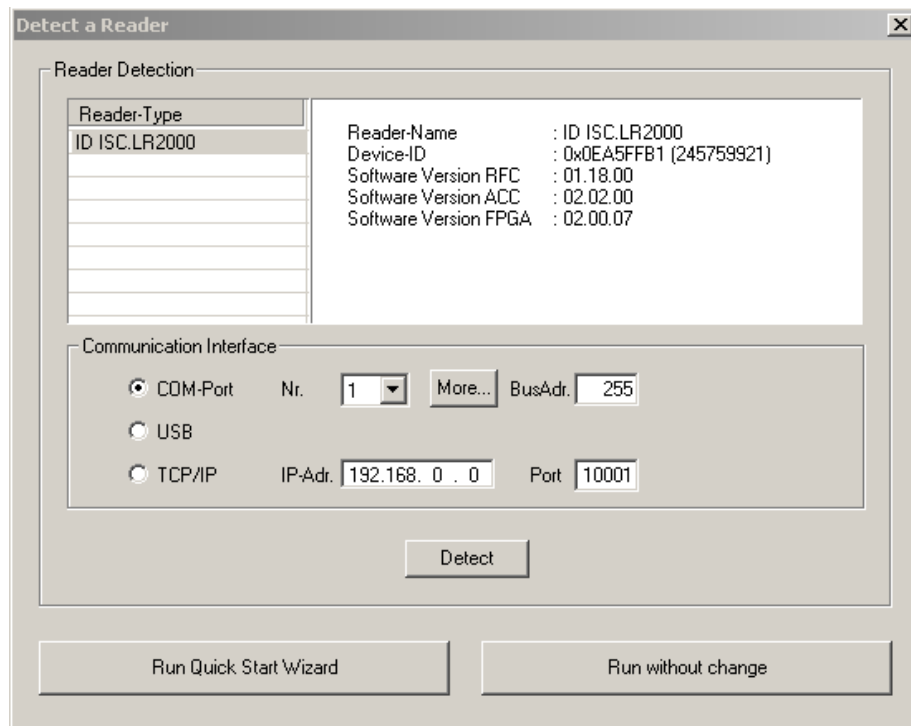 Detect a Reader
Reader Detection
Reader-Type
ID ISC.LR2000
Reader-Name : ID ISC.LR2000
Device-ID : 0x0EA5FFB1 (245759921)
Software Version RFC : 01.18.00
Software Version ACC : 02.02.00
Software Version FPGA : 02.00.07
Communication Interface
COM-Port Nr. 1 More... BusAdr. 255
USB
TCP/IP IP-Adr. 192.168. 0 . 0 Port 10001
Detect
Run Quick Start Wizard Run without change